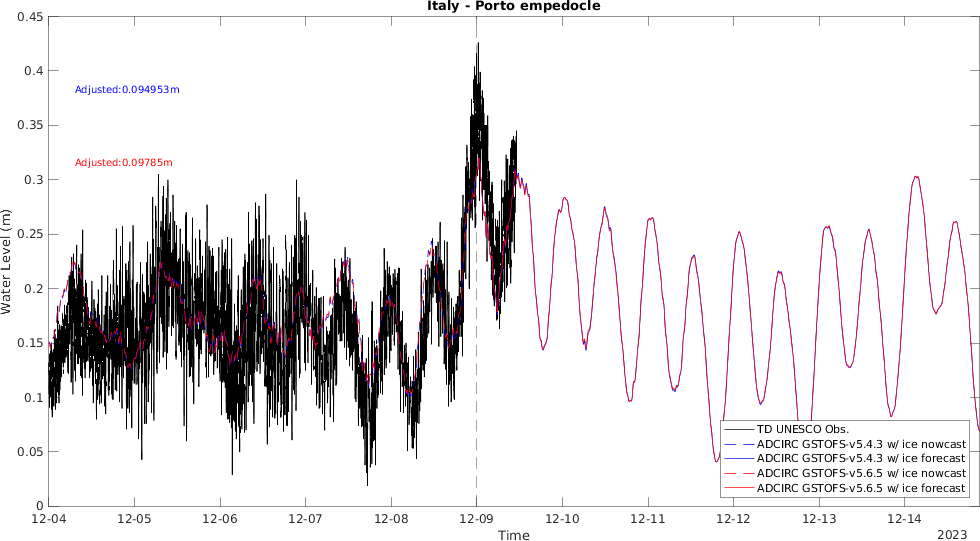 Italy - Porto empedocle
0.45
0.4
0.35
0.3
0.25
0.2
0.15
0.1
0.05
0
Water Level (m)
Adjusted:0.094953m
Adjusted:0.09785m
TD UNESCO Obs.
ADCIRC GSTOFS-v5.4.3 w/ ice nowcast
ADCIRC GSTOFS-v5.4.3 w/ ice forecast
ADCIRC GSTOFS-v5.6.5 w/ ice nowcast
ADCIRC GSTOFS-v5.6.5 w/ ice forecast
12-04 12-05 12-06 12-07 12-08 12-09 12-10 12-11 12-12 12-13 12-14
Time
2023